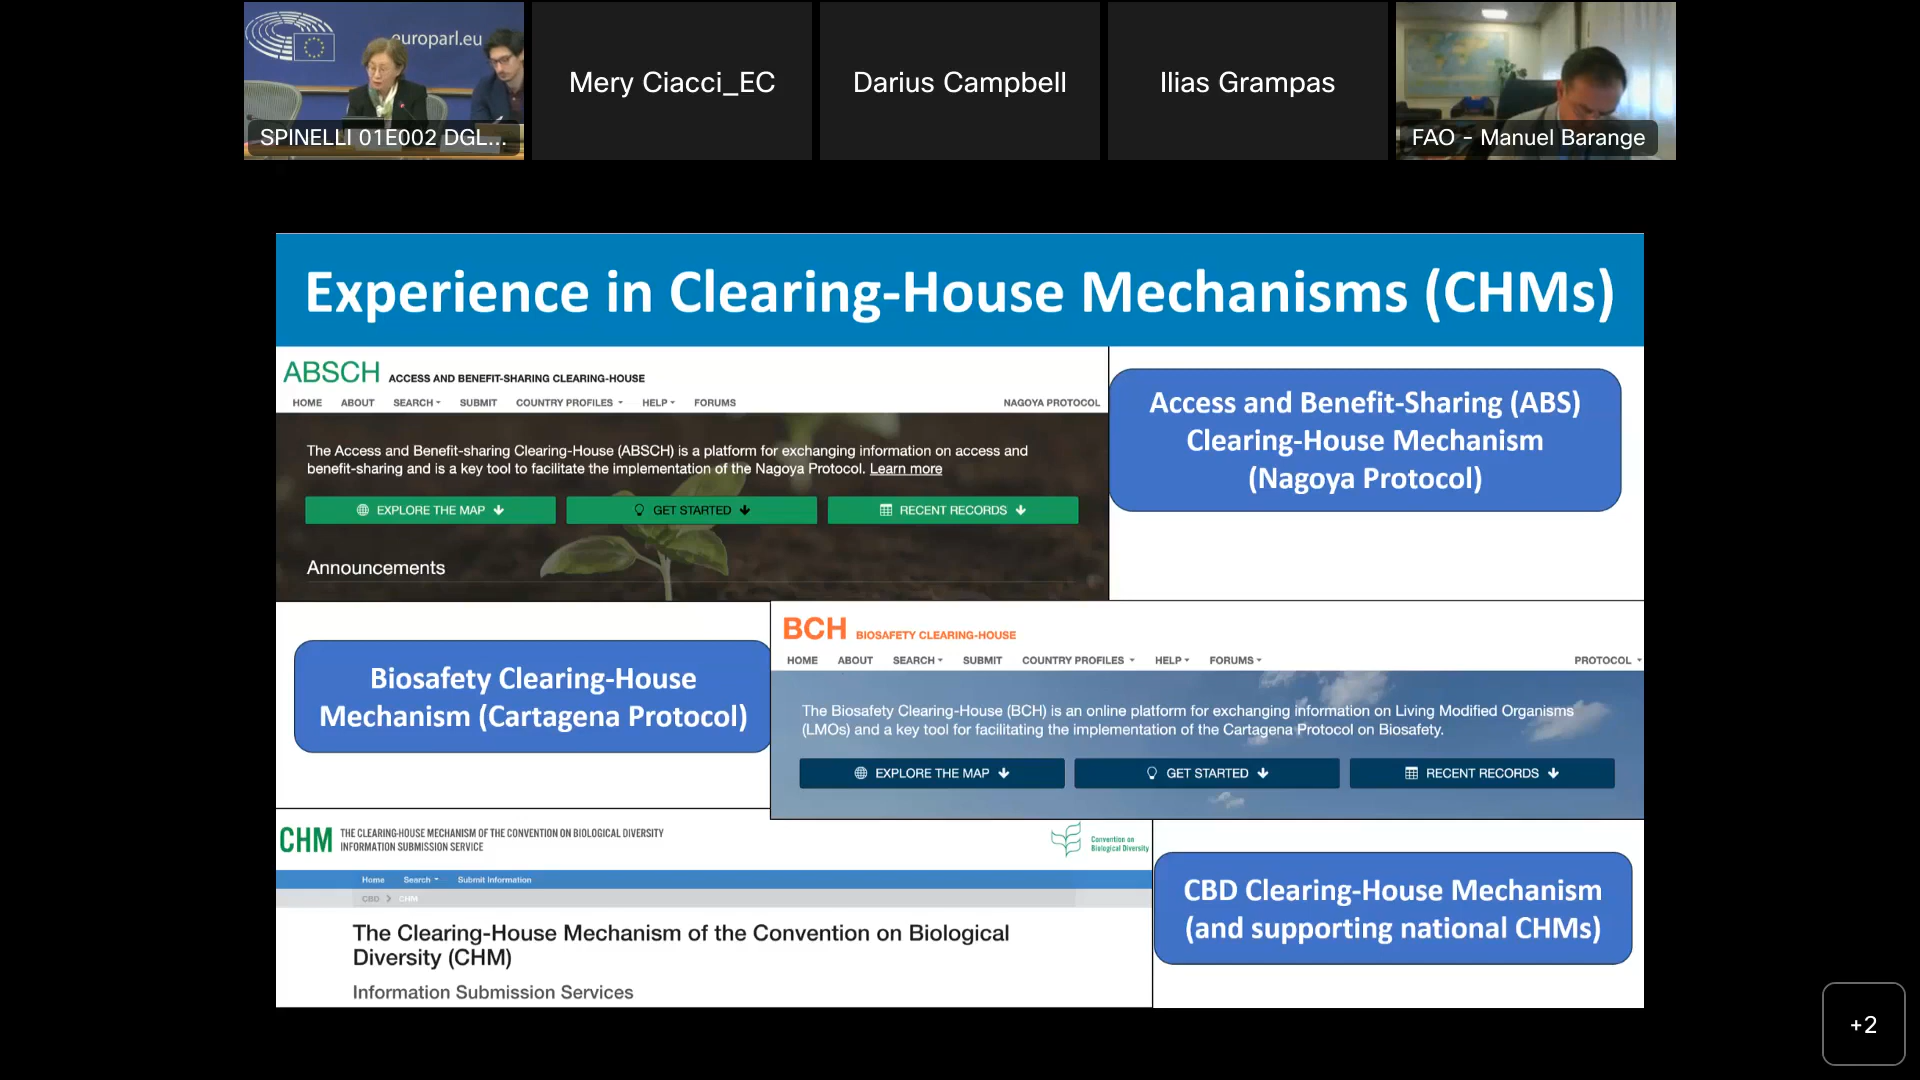 europarl.eu
SPINELLI 01E002 DGL...
Mery Ciacci_EC
Darius Campbell
Ilias Grampas
FAO - Manuel Barange
Experience in Clearing-House Mechanisms (CHMs)
ABSCH ACCESS AND BENEFIT-SHARING CLEARING-HOUSE
HOME ABOUT SEARCH SUBMIT COUNTRY PROFILES HELP FORUMS NAGOYA PROTOCOL
The Access and Benefit-sharing Clearing-House (ABSCH) is a platform for exchanging information on access and
benefit-sharing and is a key tool to facilitate the implementation of the Nagoya Protocol. Learn more
EXPLORE THE MAP GET STARTED RECENT RECORDS
Announcements
Access and Benefit-Sharing (ABS)
Clearing-House Mechanism
(Nagoya Protocol)
Biosafety Clearing-House
Mechanism (Cartagena Protocol)
BCH BIOSAFETY CLEARING-HOUSE
HOME ABOUT SEARCH SUBMIT COUNTRY PROFILES HELP FORUMS PROTOCOL
The Biosafety Clearing-House (BCH) is an online platform for exchanging information on Living Modified Organisms
(LMOs) and a key tool for facilitating the implementation of the Cartagena Protocol on Biosafety.
EXPLORE THE MAP GET STARTED RECENT RECORDS
CHM THE CLEARING-HOUSE MECHANISM OF THE CONVENTION ON BIOLOGICAL DIVERSITY
INFORMATION SUBMISSION SERVICE
Convention on
Biological Diversity
Home Search Submit Information
CBD > CHM
The Clearing-House Mechanism of the Convention on Biological
Diversity (CHM)
Information Submission Services
CBD Clearing-House Mechanism
(and supporting national CHMs)
+2